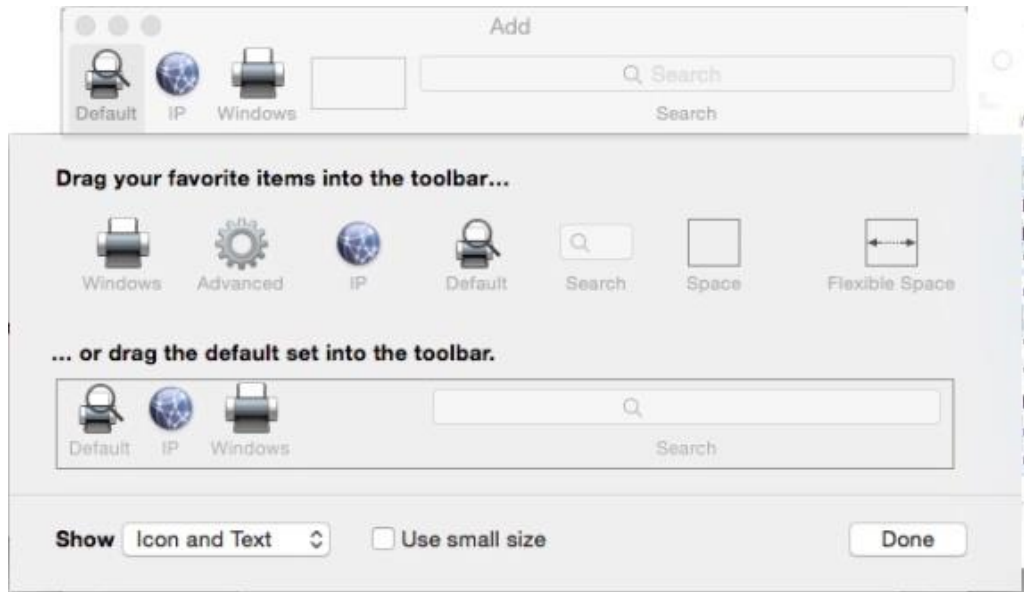 Add
Search
Default IP Windows Search
Drag your favorite items into the toolbar...
Windows Advanced IP Default Search Space Flexible Space
... or drag the default set into the toolbar.
Default IP Windows Search
Show Icon and Text Use small size Done